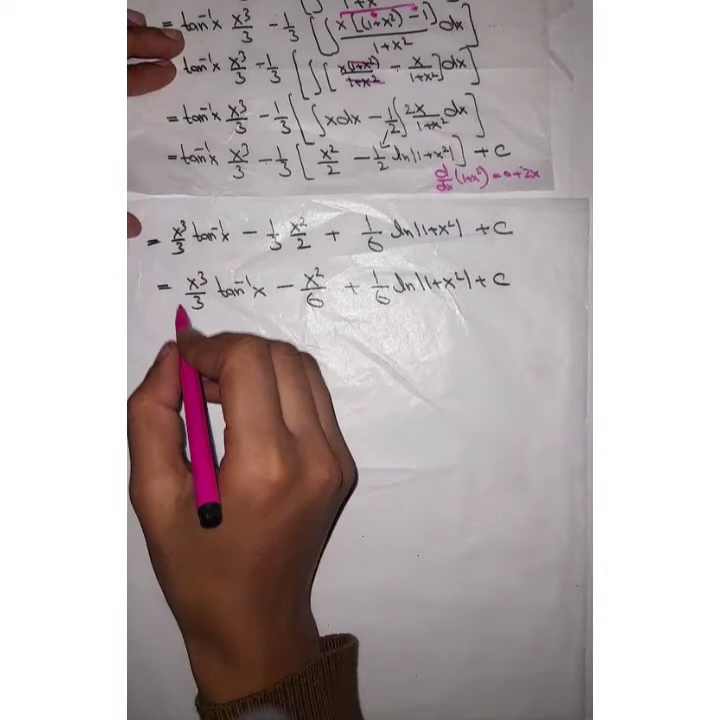 = tan⁻¹x x³/3 - 1/3 [∫ x[(1+x²) - 1]/1+x² dx]
tan⁻¹x x³/3 - 1/3 [∫[x(1+x²)/1+x² - x/1+x²]dx]
= tan⁻¹x x³/3 - 1/3 [∫xdx - 1/2∫2x/1+x² dx]
= tan⁻¹x x³/3 - 1/3 [x²/2 - 1/2 ln|1+x²|] + C
d/dx (1+x²) = 0+2x
= x³/3 tan⁻¹x - 1/3 x²/2 + 1/6 ln|1+x²| + C
= x³/3 tan⁻¹x - x²/6 + 1/6 ln|1+x²| + C